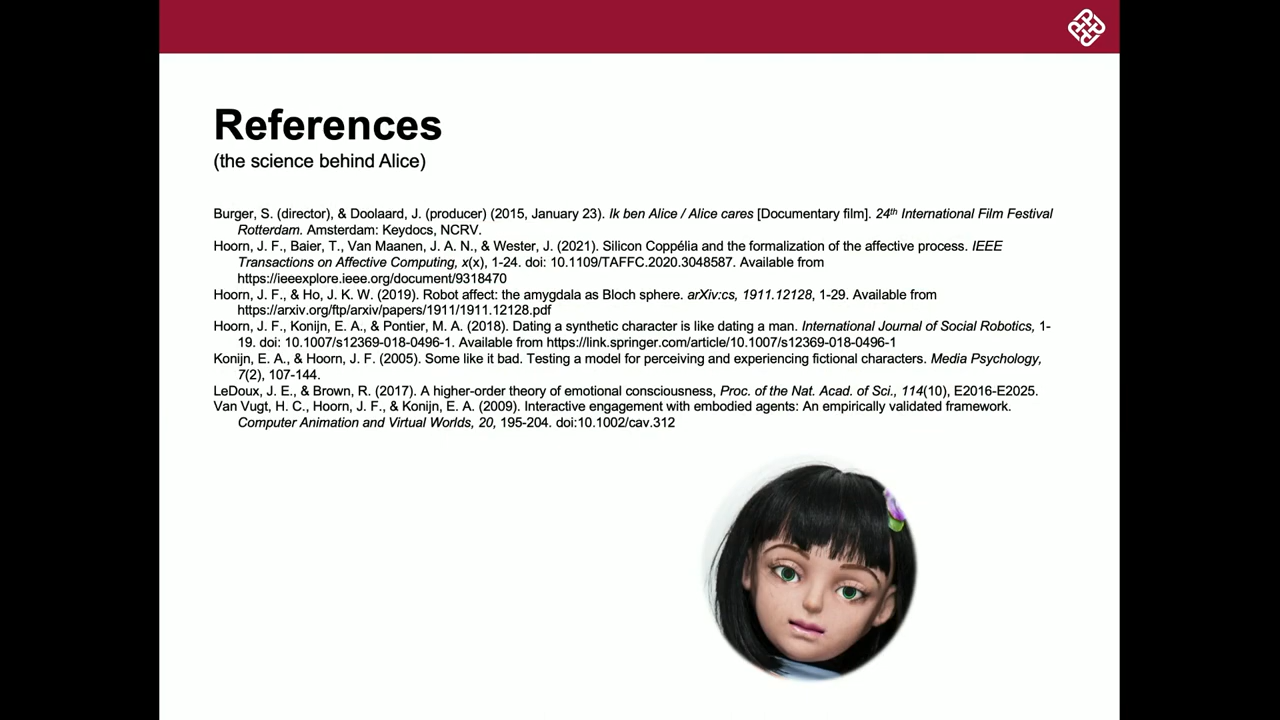 References
(the science behind Alice)
Burger, S. (director), & Doolaard, J. (producer) (2015, January 23). Ik ben Alice / Alice cares [Documentary film]. 24th International Film Festival
Rotterdam. Amsterdam: Keydocs, NCRV.
Hoorn, J. F., Baier, T., Van Maanen, J. A. N., & Wester, J. (2021). Silicon Coppélia and the formalization of the affective process. IEEE
Transactions on Affective Computing, x(x), 1-24. doi: 10.1109/TAFFC.2020.3048587. Available from
https://ieeexplore.ieee.org/document/9318470
Hoorn, J. F., & Ho, J. K. W. (2019). Robot affect: the amygdala as Bloch sphere. arXiv:cs, 1911.12128, 1-29. Available from
https://arxiv.org/ftp/arxiv/papers/1911/1911.12128.pdf
Hoorn, J. F., Konijn, E. A., & Pontier, M. A. (2018). Dating a synthetic character is like dating a man. International Journal of Social Robotics, 1-
19. doi: 10.1007/s12369-018-0496-1. Available from https://link.springer.com/article/10.1007/s12369-018-0496-1
Konijn, E. A., & Hoorn, J. F. (2005). Some like it bad. Testing a model for perceiving and experiencing fictional characters. Media Psychology,
7(2), 107-144.
LeDoux, J. E., & Brown, R. (2017). A higher-order theory of emotional consciousness, Proc. of the Nat. Acad. of Sci., 114(10), E2016-E2025.
Van Vugt, H. C., Hoorn, J. F., & Konijn, E. A. (2009). Interactive engagement with embodied agents: An empirically validated framework.
Computer Animation and Virtual Worlds, 20, 195-204. doi:10.1002/cav.312